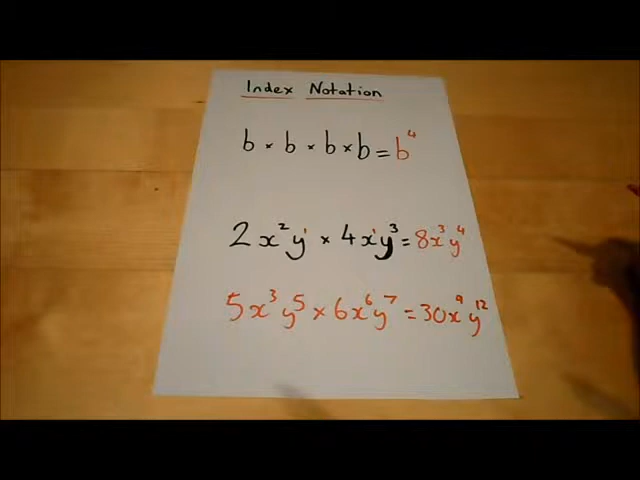 Index Notation
b × b × b × b = b⁴
2x²y¹ × 4x¹y³ = 8x³y⁴
5x³y⁵ × 6x⁶y⁷ = 30x⁹y¹²